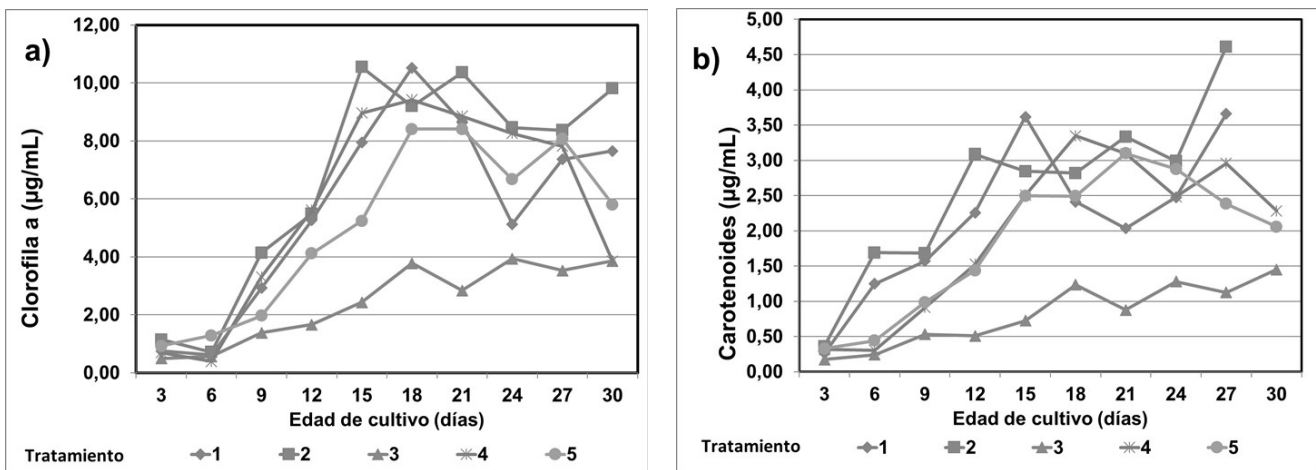 a)
Clorofila a (µg/mL)
12,00
10,00
8,00
6,00
4,00
2,00
0,00
3 6 9 12 15 18 21 24 27 30
Edad de cultivo (días)
Tratamiento 1 2 3 4 5
b)
Carotenoides (µg/mL)
5,00
4,50
4,00
3,50
3,00
2,50
2,00
1,50
1,00
0,50
0,00
3 6 9 12 15 18 21 24 27 30
Edad de cultivo (días)
Tratamiento 1 2 3 4 5